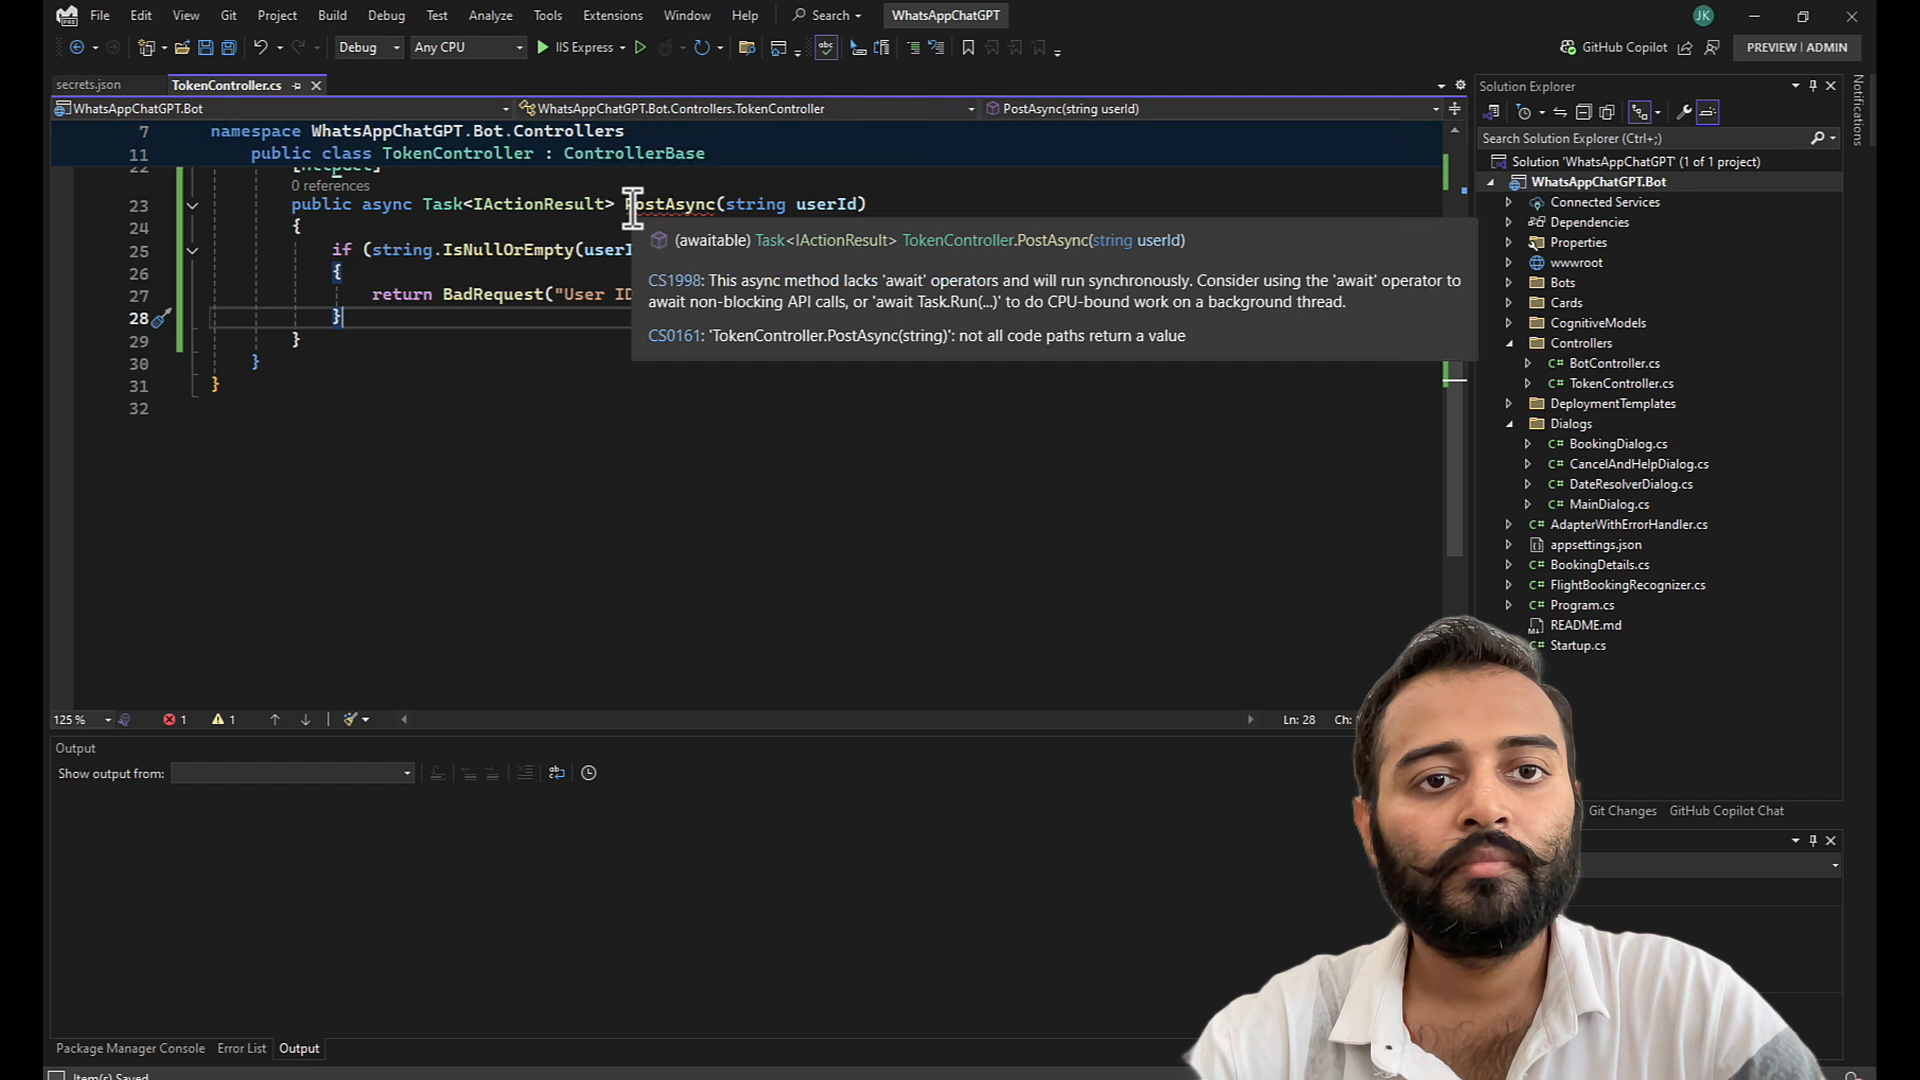 File Edit View Git Project Build Debug Test Analyze Tools Extensions Window Help Search WhatsAppChatGPT JK
Debug Any CPU IIS Express GitHub Copilot PREVIEW | ADMIN
secrets.json TokenController.cs
WhatsAppChatGPT.Bot WhatsAppChatGPT.Bot.Controllers.TokenController PostAsync(string userId)
7 namespace WhatsAppChatGPT.Bot.Controllers
11 public class TokenController : ControllerBase
0 references
23 public async Task<IActionResult> PostAsync(string userId)
24 {
25 if (string.IsNullOrEmpty(userI
26 {
27 return BadRequest("User ID
28 }
29 }
30 }
31 }
32
(awaitable) Task<IActionResult> TokenController.PostAsync(string userId)
CS1998: This async method lacks 'await' operators and will run synchronously. Consider using the 'await' operator to
await non-blocking API calls, or 'await Task.Run(...)' to do CPU-bound work on a background thread.
CS0161: 'TokenController.PostAsync(string)': not all code paths return a value
125 % 1 1 Ln: 28 Ch:
Output
Show output from:
Package Manager Console Error List Output
Item(s) Saved
Solution Explorer
Search Solution Explorer (Ctrl+;)
Solution 'WhatsAppChatGPT' (1 of 1 project)
WhatsAppChatGPT.Bot
Connected Services
Dependencies
Properties
wwwroot
Bots
Cards
CognitiveModels
Controllers
C# BotController.cs
C# TokenController.cs
DeploymentTemplates
Dialogs
C# BookingDialog.cs
C# CancelAndHelpDialog.cs
C# DateResolverDialog.cs
C# MainDialog.cs
C# AdapterWithErrorHandler.cs
appsettings.json
C# BookingDetails.cs
C# FlightBookingRecognizer.cs
C# Program.cs
README.md
Startup.cs
Git Changes GitHub Copilot Chat
Notifications